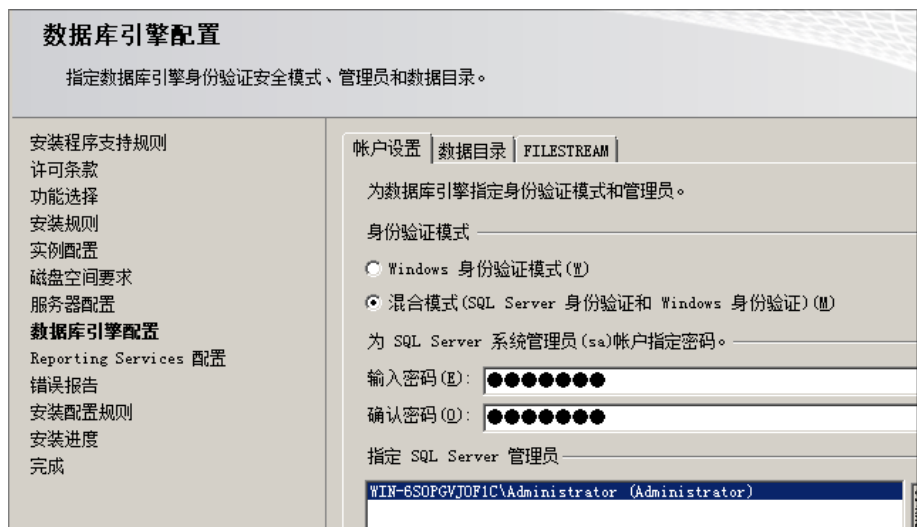 数据库引擎配置
指定数据库引擎身份验证安全模式、管理员和数据目录。
安装程序支持规则
许可条款
功能选择
安装规则
实例配置
磁盘空间要求
服务器配置
数据库引擎配置
Reporting Services 配置
错误报告
安装配置规则
安装进度
完成
帐户设置 数据目录 FILESTREAM
为数据库引擎指定身份验证模式和管理员。
身份验证模式
Windows 身份验证模式(W)
混合模式(SQL Server 身份验证和 Windows 身份验证)(M)
为 SQL Server 系统管理员(sa)帐户指定密码。
输入密码(E): ●●●●●●●
确认密码(O): ●●●●●●●
指定 SQL Server 管理员
WIN-6SOPGVJOF1C\Administrator (Administrator)